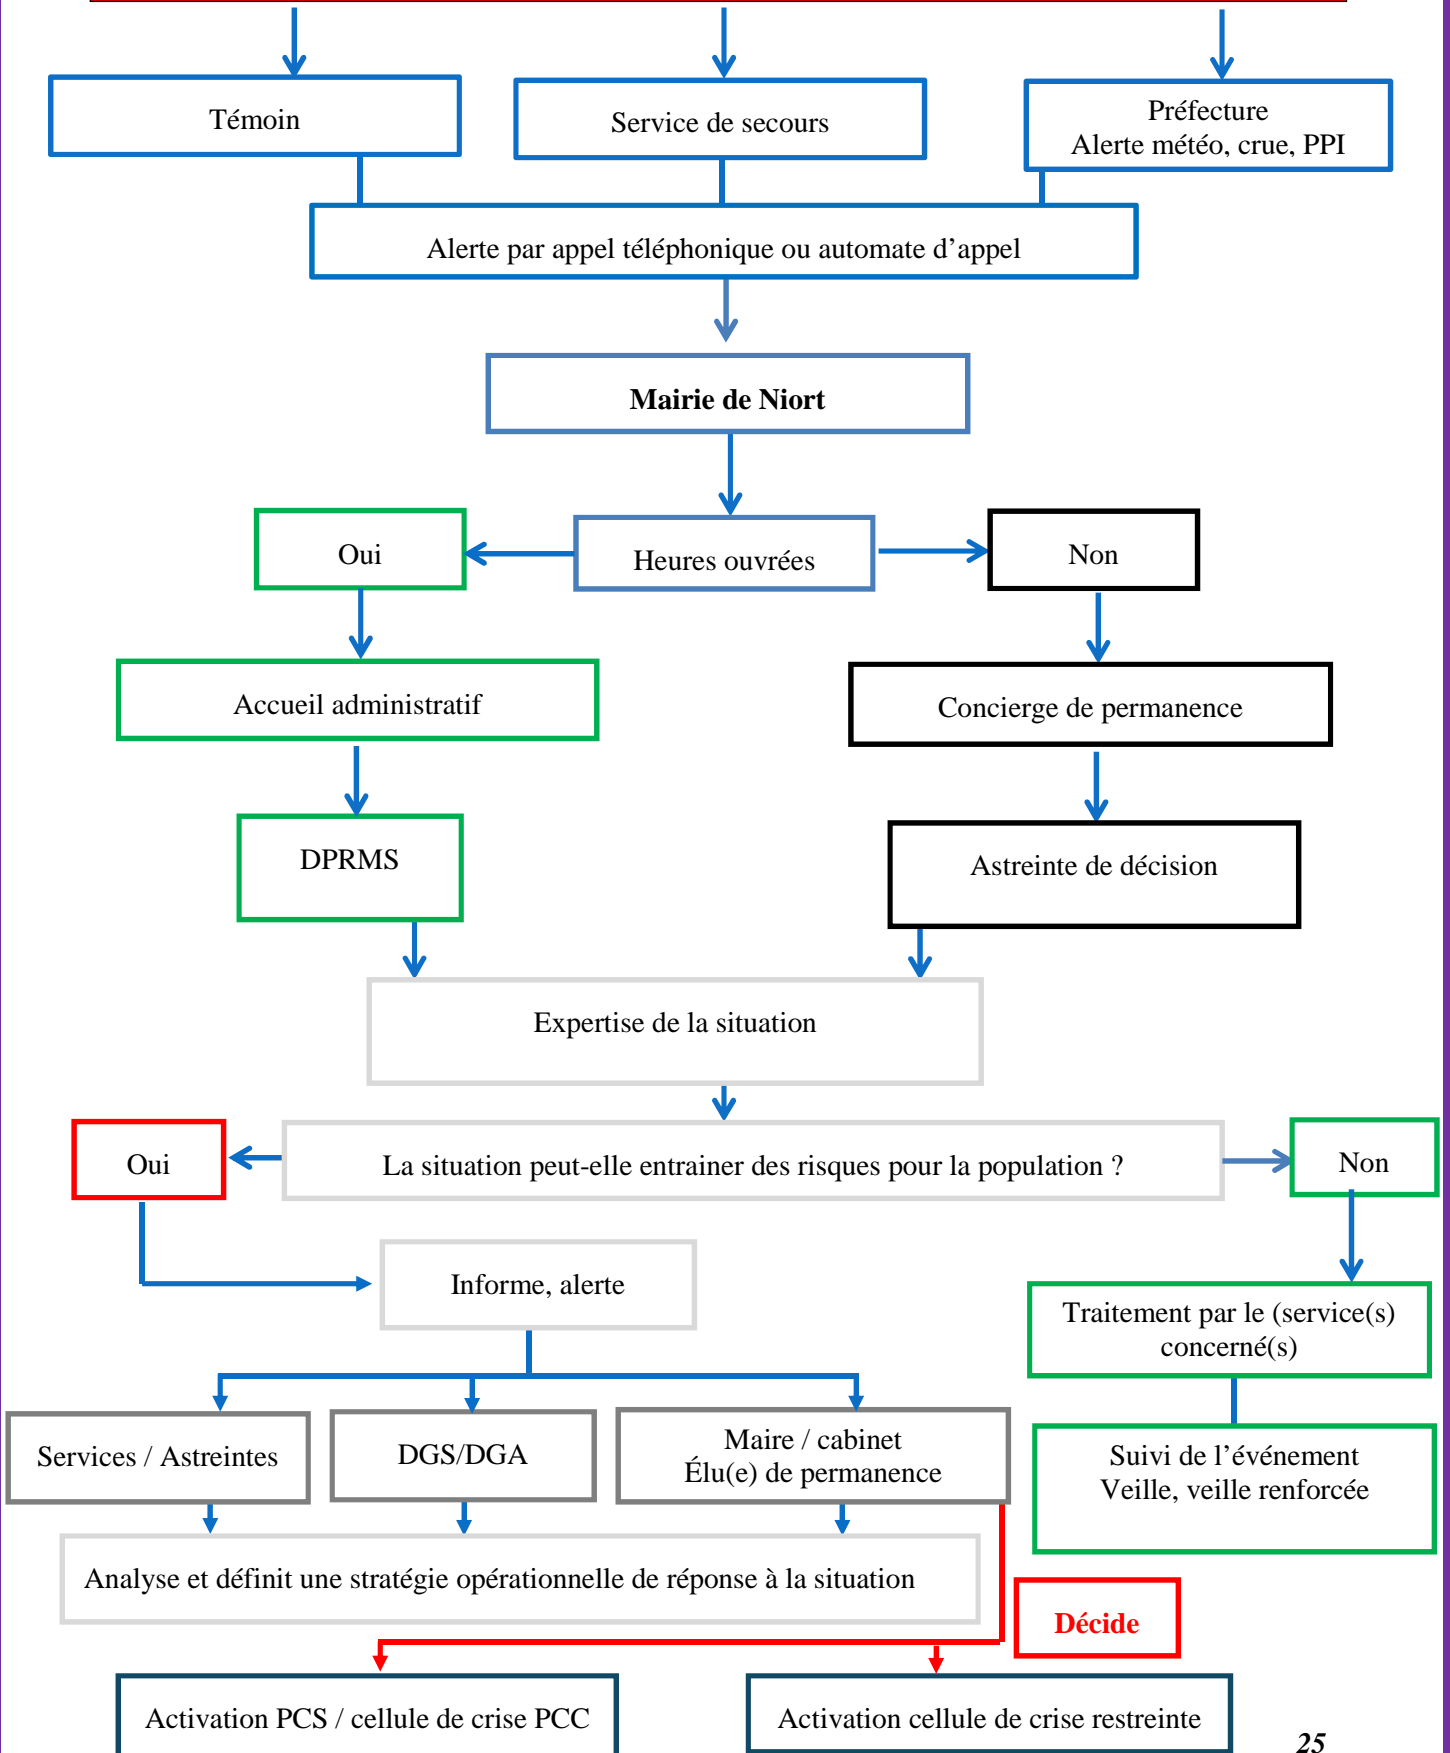 Témoin
Service de secours
Préfecture
Alerte météo, crue, PPI
Alerte par appel téléphonique ou automate d’appel
Mairie de Niort
Oui
Heures ouvrées
Non
Accueil administratif
Concierge de permanence
DPRMS
Astreinte de décision
Expertise de la situation
Oui
La situation peut-elle entrainer des risques pour la population ?
Non
Informe, alerte
Traitement par le (service(s)
concerné(s)
Services / Astreintes
DGS/DGA
Maire / cabinet
Élu(e) de permanence
Suivi de l’événement
Veille, veille renforcée
Analyse et définit une stratégie opérationnelle de réponse à la situation
Décide
Activation PCS / cellule de crise PCC
Activation cellule de crise restreinte
25